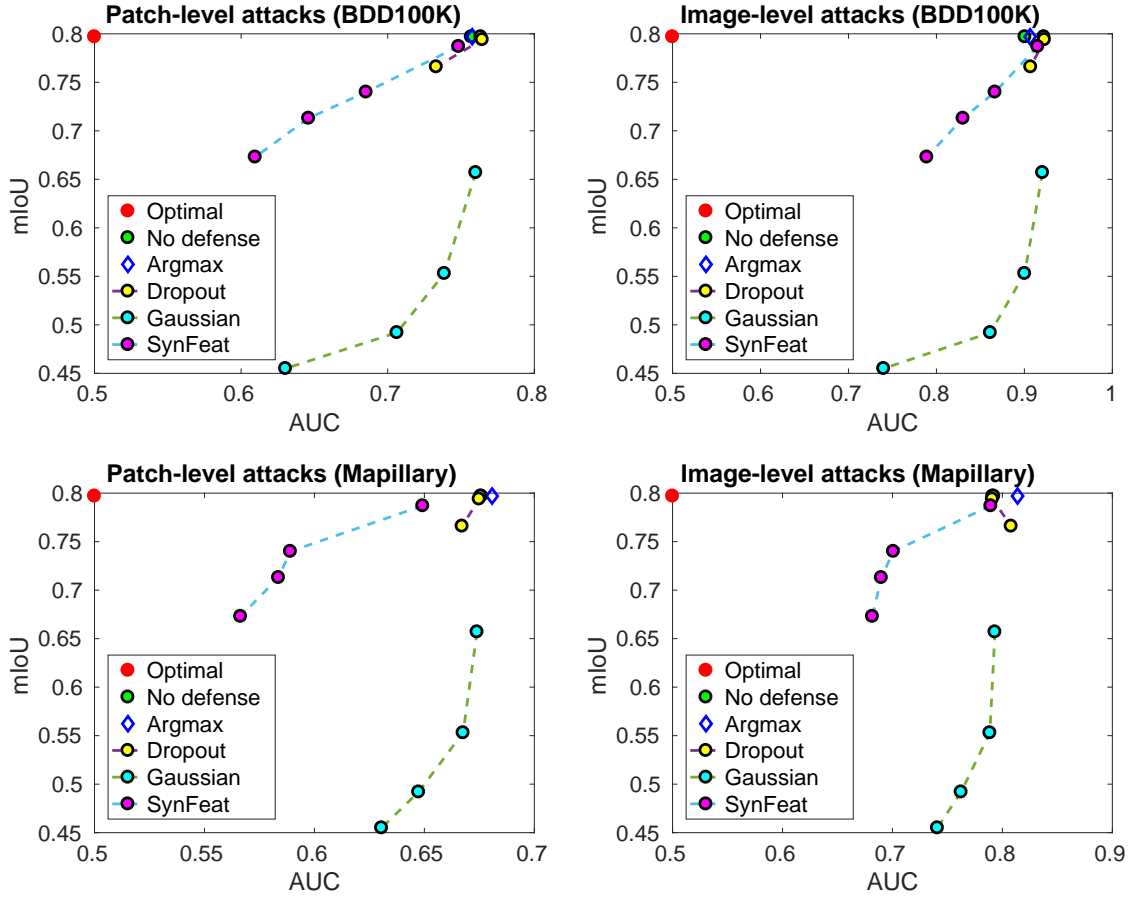 Patch-level attacks (BDD100K)
0.8
0.75
0.7
0.65
0.6
0.55
0.5
0.45
mIoU
Optimal
No defense
Argmax
Dropout
Gaussian
SynFeat
0.5 0.6 0.7 0.8
AUC
Image-level attacks (BDD100K)
0.8
0.75
0.7
0.65
0.6
0.55
0.5
0.45
mIoU
Optimal
No defense
Argmax
Dropout
Gaussian
SynFeat
0.5 0.6 0.7 0.8 0.9 1
AUC
Patch-level attacks (Mapillary)
0.8
0.75
0.7
0.65
0.6
0.55
0.5
0.45
mIoU
Optimal
No defense
Argmax
Dropout
Gaussian
SynFeat
0.5 0.55 0.6 0.65 0.7
AUC
Image-level attacks (Mapillary)
0.8
0.75
0.7
0.65
0.6
0.55
0.5
0.45
mIoU
Optimal
No defense
Argmax
Dropout
Gaussian
SynFeat
0.5 0.6 0.7 0.8 0.9
AUC